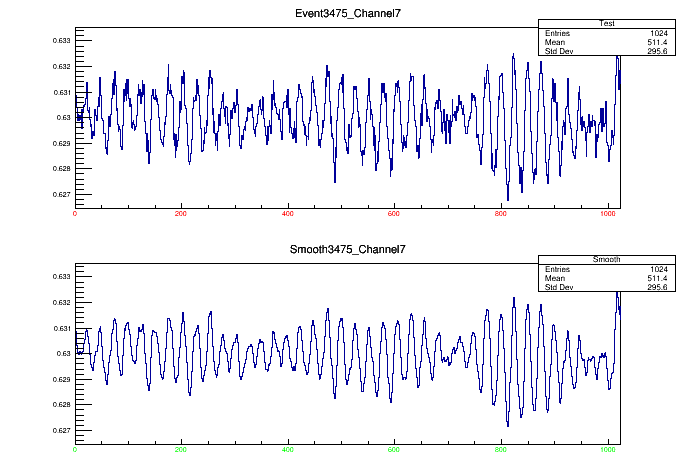 Event3475_Channel7
Test
Entries 1024
Mean 511.4
Std Dev 295.6
0.633
0.632
0.631
0.63
0.629
0.628
0.627
0 200 400 600 800 1000
Smooth3475_Channel7
Smooth
Entries 1024
Mean 511.4
Std Dev 295.6
0.633
0.632
0.631
0.63
0.629
0.628
0.627
0 200 400 600 800 1000